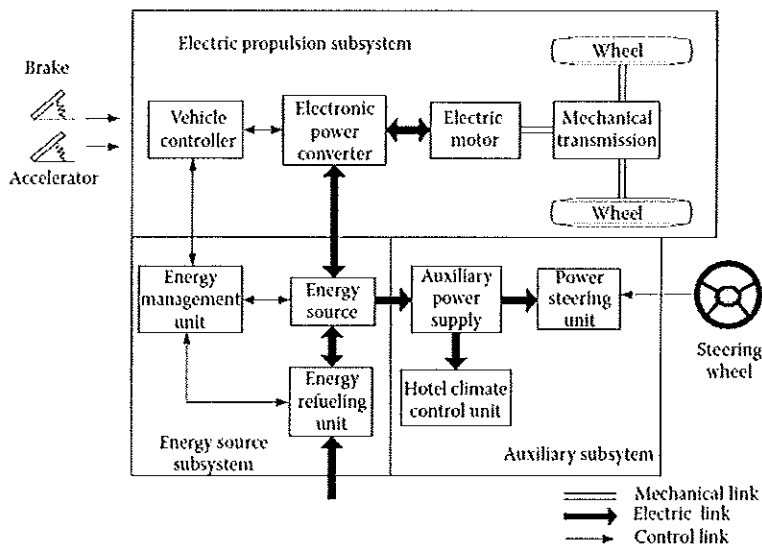 Electric propulsion subsystem
Brake
Accelerator
Vehicle
controller
Electronic
power
converter
Electric
motor
Mechanical
transmission
Wheel
Wheel
Energy
management
unit
Energy
source
Auxiliary
power
supply
Power
steering
unit
Steering
wheel
Energy
refueling
unit
Hotel climate
control unit
Energy source
subsystem
Auxiliary subsytem
Mechanical link
Electric link
Control link